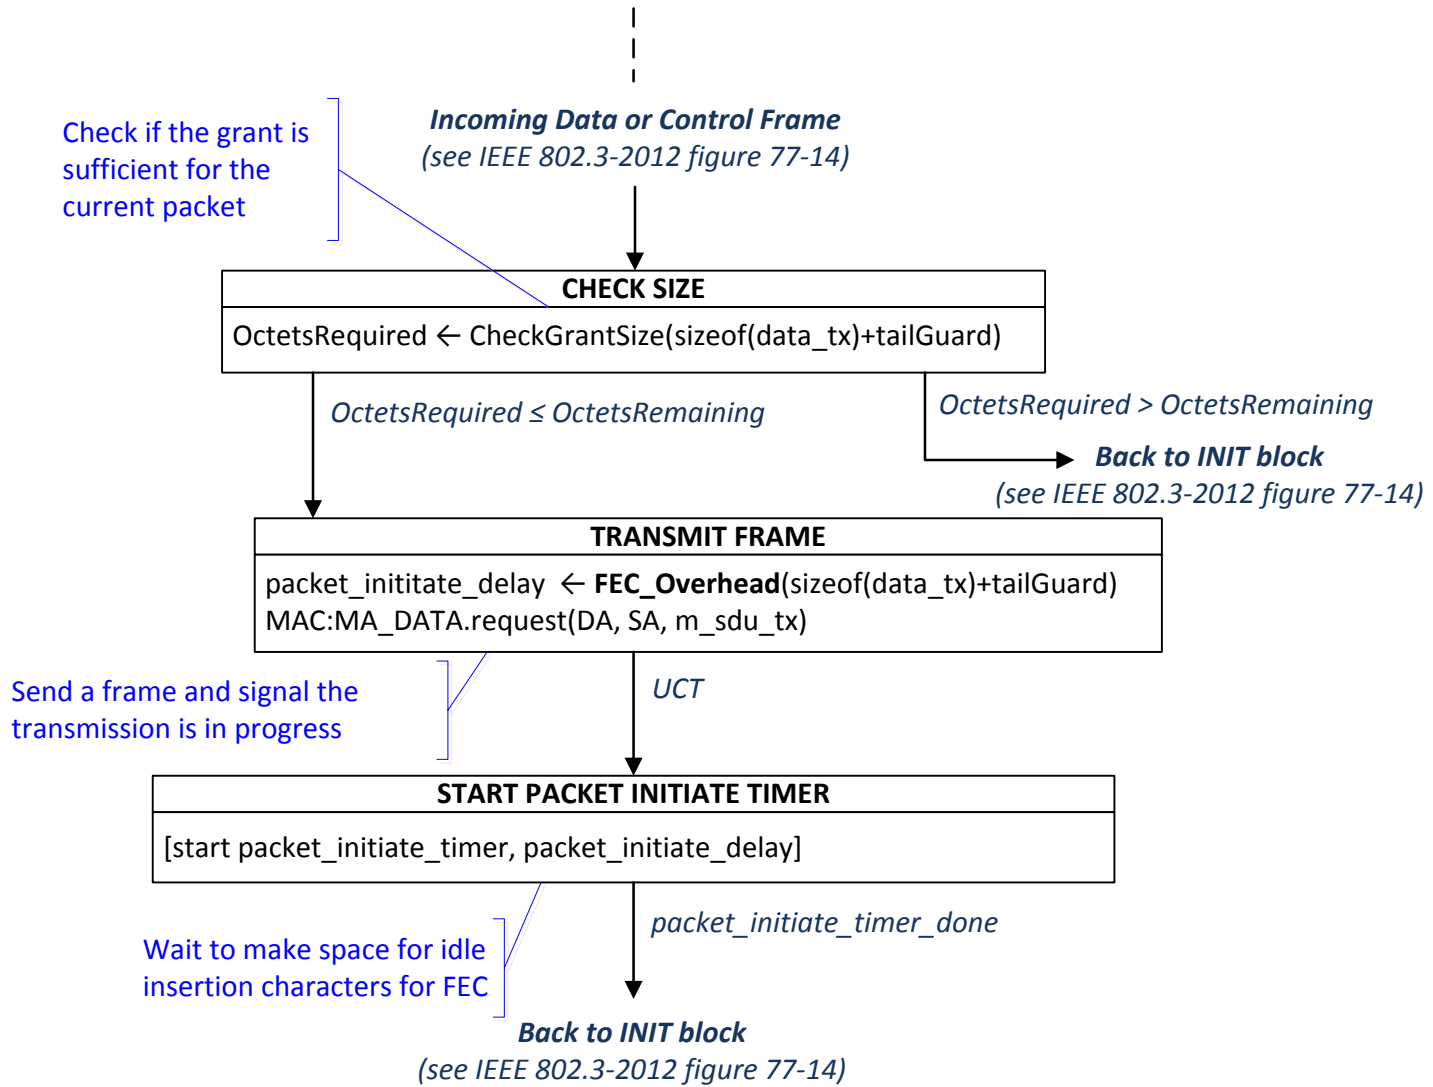 Incoming Data or Control Frame
(see IEEE 802.3-2012 figure 77-14)
Check if the grant is
sufficient for the
current packet
CHECK SIZE
OctetsRequired ← CheckGrantSize(sizeof(data_tx)+tailGuard)
OctetsRequired ≤ OctetsRemaining
OctetsRequired > OctetsRemaining
Back to INIT block
(see IEEE 802.3-2012 figure 77-14)
TRANSMIT FRAME
packet_inititate_delay ← FEC_Overhead(sizeof(data_tx)+tailGuard)
MAC:MA_DATA.request(DA, SA, m_sdu_tx)
Send a frame and signal the
transmission is in progress
UCT
START PACKET INITIATE TIMER
[start packet_initiate_timer, packet_initiate_delay]
packet_initiate_timer_done
Wait to make space for idle
insertion characters for FEC
Back to INIT block
(see IEEE 802.3-2012 figure 77-14)